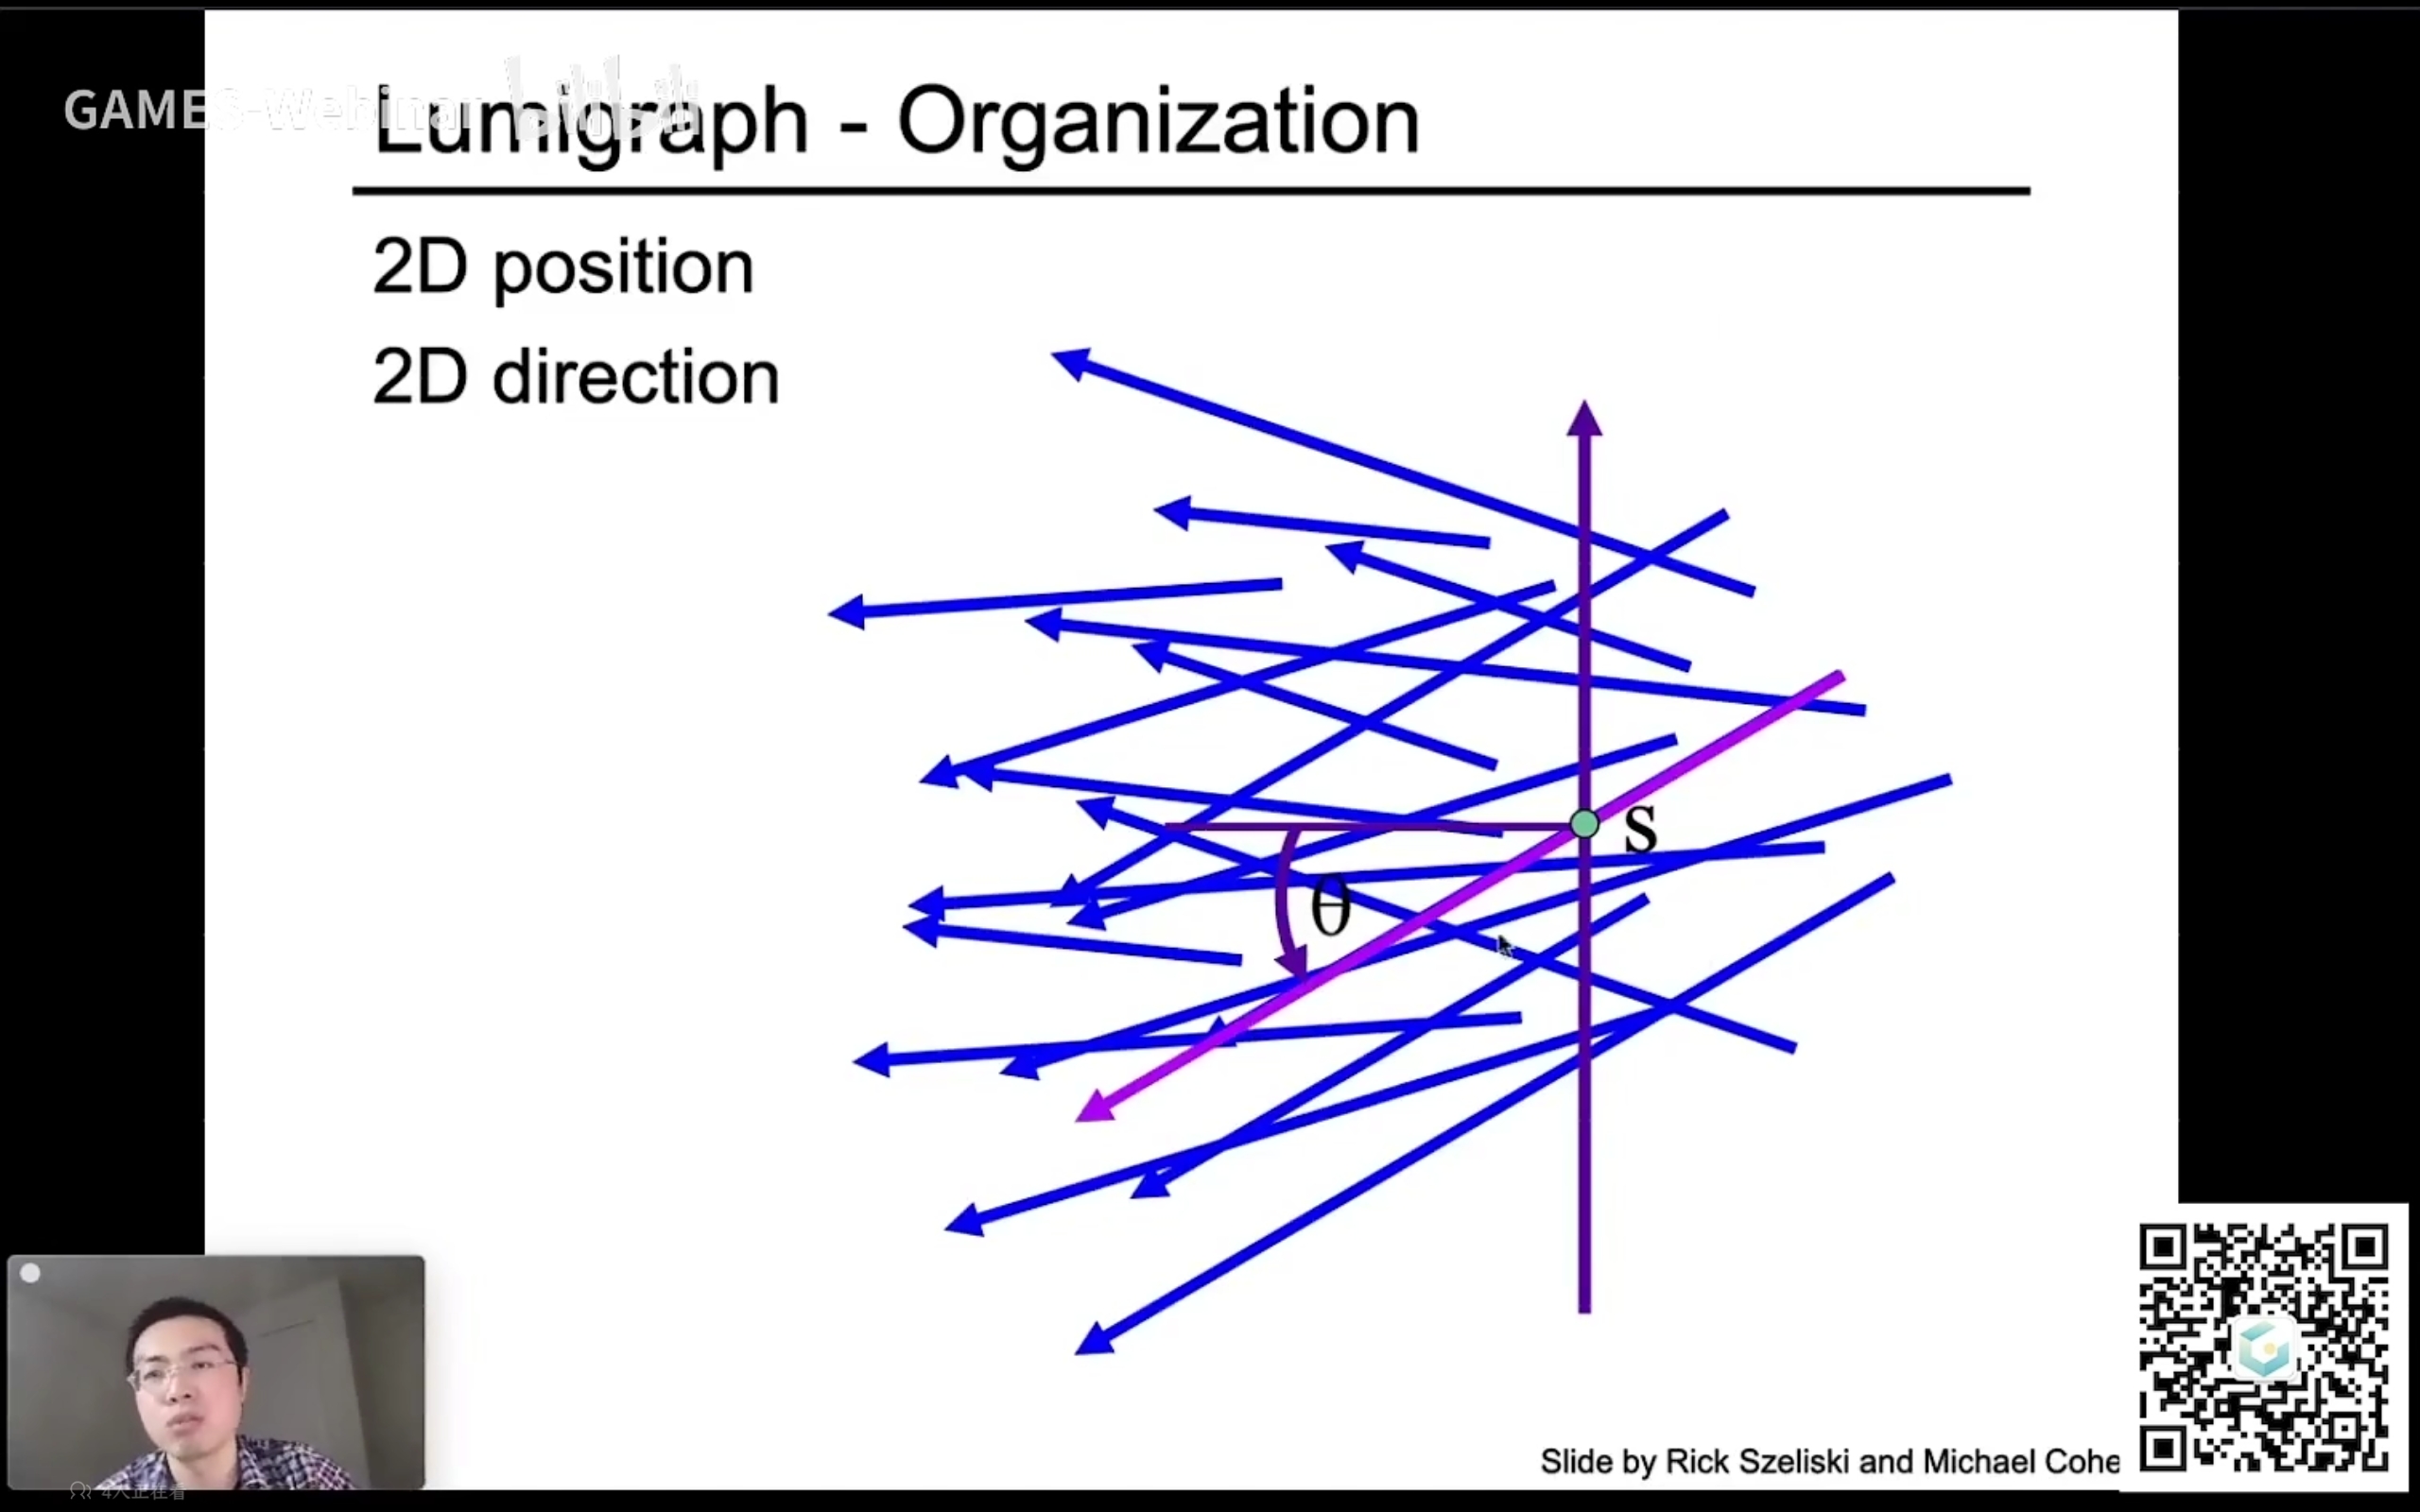 GAMES-Webinar bilibili
Lumigraph - Organization
2D position
2D direction
s
θ
Slide by Rick Szeliski and Michael Cohe
4人正在看